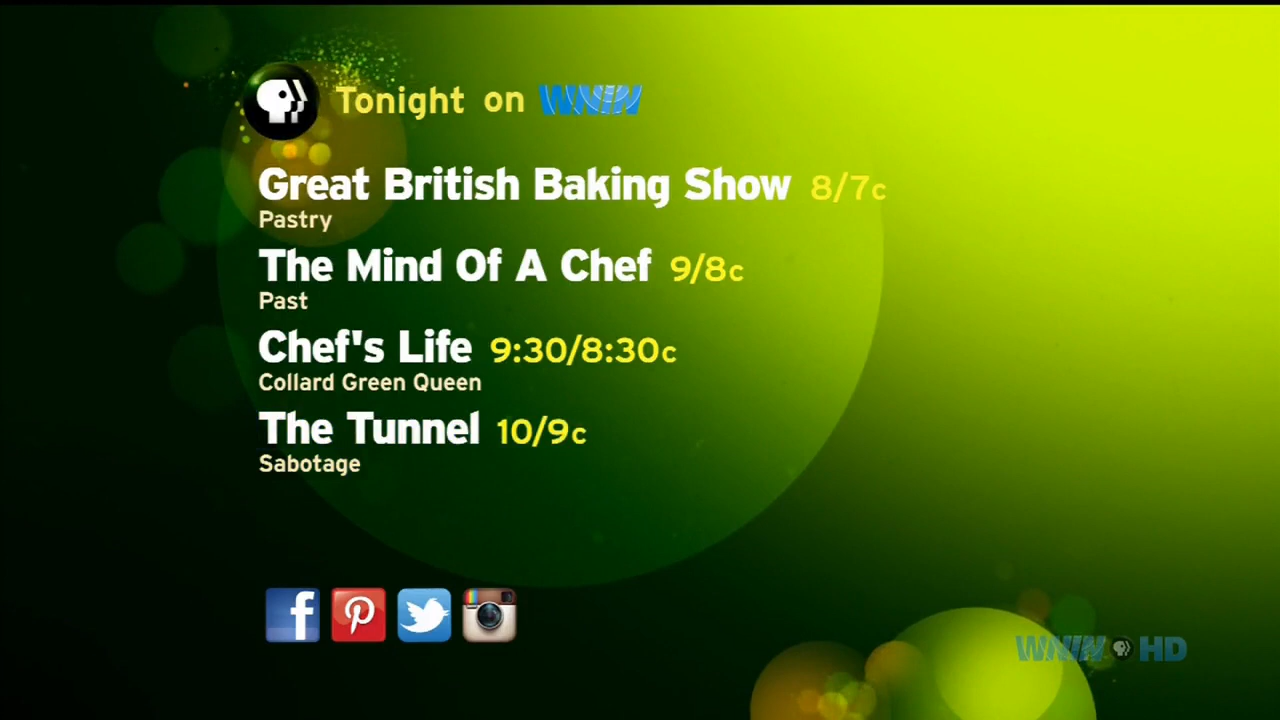 Tonight on WNIN
Great British Baking Show 8/7c
Pastry
The Mind Of A Chef 9/8c
Past
Chef's Life 9:30/8:30c
Collard Green Queen
The Tunnel 10/9c
Sabotage
WNIN HD